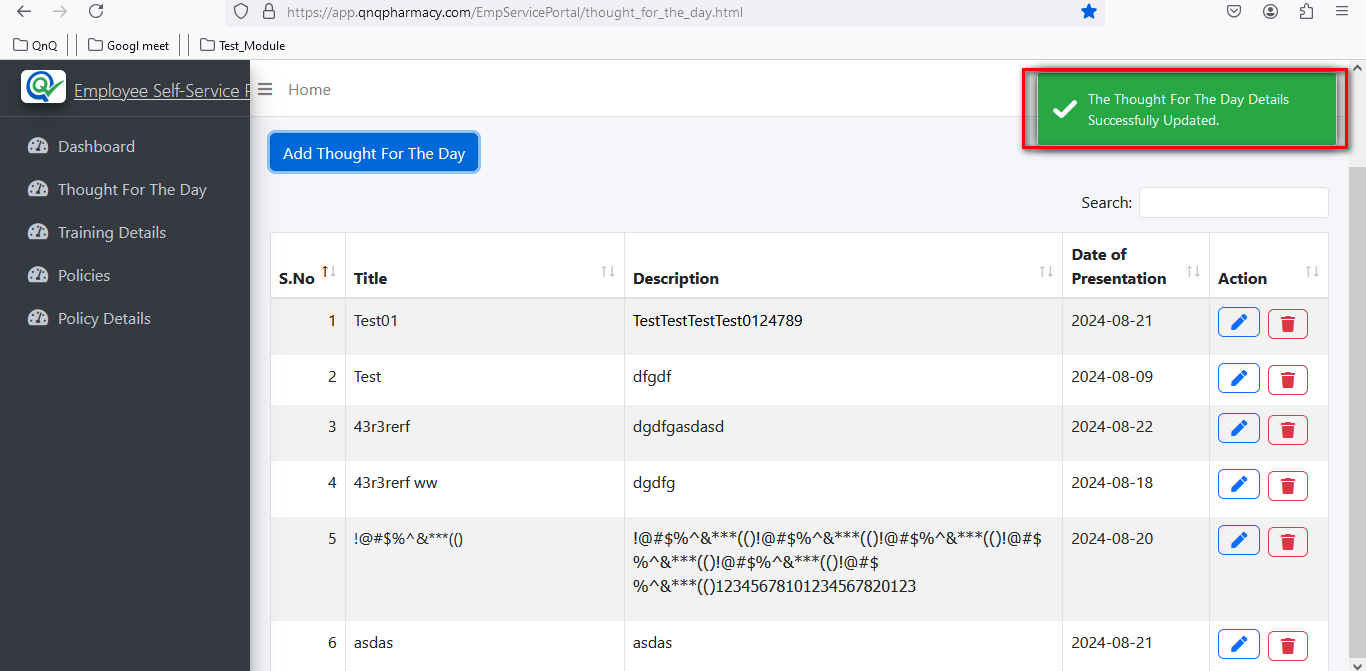 https://app.qnqpharmacy.com/EmpServicePortal/thought_for_the_day.html
QnQ
Googl meet
Test_Module
Employee Self-Service P
Home
The Thought For The Day Details
Successfully Updated.
Dashboard
Thought For The Day
Training Details
Policies
Policy Details
Add Thought For The Day
Search:
S.No Title Description Date of Presentation Action
1 Test01 TestTestTestTest0124789 2024-08-21
2 Test dfgdf 2024-08-09
3 43r3rerf dgdfgasdasd 2024-08-22
4 43r3rerf ww dgdfg 2024-08-18
5 !@#$%^&***(() !@#$%^&***(()!@#$%^&***(()!@#$%^&***(()!@#$ 2024-08-20
%^&***(()!@#$%^&***(()!@#$
%^&***(()12345678101234567820123
6 asdas asdas 2024-08-21